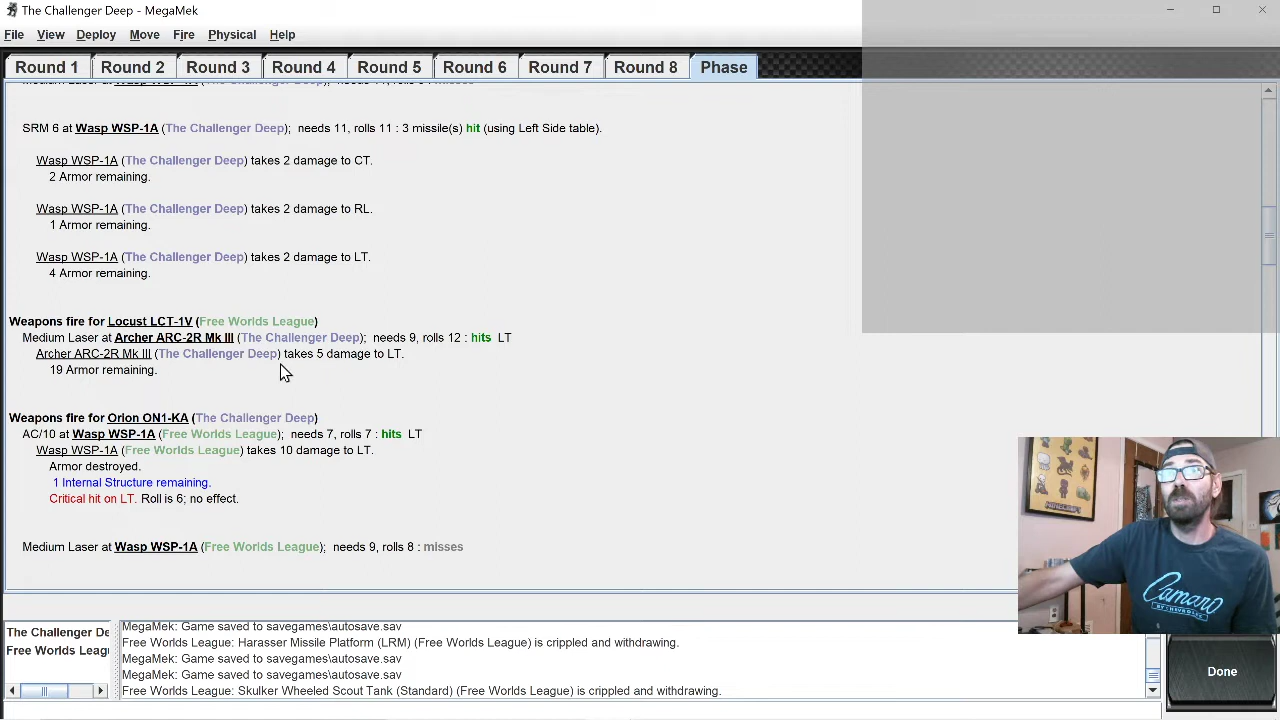 The Challenger Deep - MegaMek
File View Deploy Move Fire Physical Help
Round 1 Round 2 Round 3 Round 4 Round 5 Round 6 Round 7 Round 8 Phase
SRM 6 at Wasp WSP-1A (The Challenger Deep); needs 11, rolls 11 : 3 missile(s) hit (using Left Side table).
Wasp WSP-1A (The Challenger Deep) takes 2 damage to CT.
2 Armor remaining.
Wasp WSP-1A (The Challenger Deep) takes 2 damage to RL.
1 Armor remaining.
Wasp WSP-1A (The Challenger Deep) takes 2 damage to LT.
4 Armor remaining.
Weapons fire for Locust LCT-1V (Free Worlds League)
Medium Laser at Archer ARC-2R Mk III (The Challenger Deep); needs 9, rolls 12 : hits LT
Archer ARC-2R Mk III (The Challenger Deep) takes 5 damage to LT.
19 Armor remaining.
Weapons fire for Orion ON1-KA (The Challenger Deep)
AC/10 at Wasp WSP-1A (Free Worlds League); needs 7, rolls 7 : hits LT
Wasp WSP-1A (Free Worlds League) takes 10 damage to LT.
Armor destroyed.
1 Internal Structure remaining.
Critical hit on LT. Roll is 6; no effect.
Medium Laser at Wasp WSP-1A (Free Worlds League); needs 9, rolls 8 : misses
The Challenger De
Free Worlds Leagu
MegaMek: Game saved to savegames\autosave.sav
Free Worlds League: Harasser Missile Platform (LRM) (Free Worlds League) is crippled and withdrawing.
MegaMek: Game saved to savegames\autosave.sav
MegaMek: Game saved to savegames\autosave.sav
Free Worlds League: Skulker Wheeled Scout Tank (Standard) (Free Worlds League) is crippled and withdrawing.
Done
Camaro
BY CHEVROLET